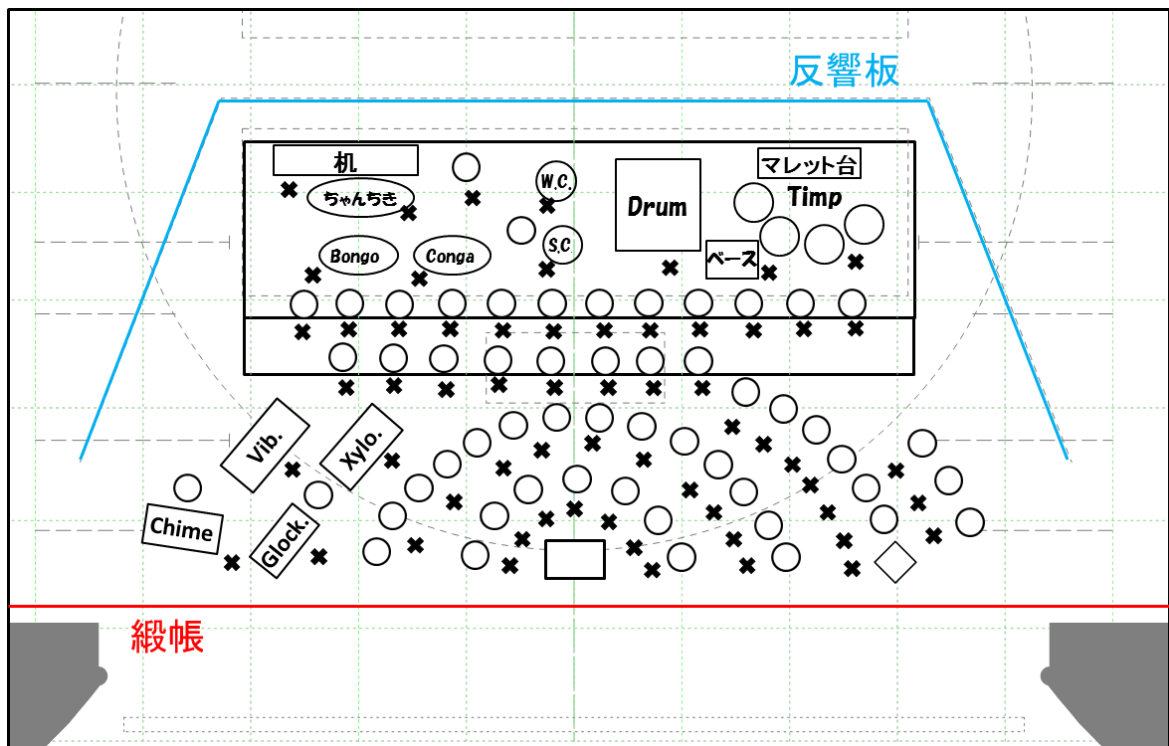 反響板
机
W.C.
マレット台
ちゃんちき
Drum
Timp
Bongo
Conga
S.C
ベース
Vib.
Xylo.
Chime
Glock.
緞帳